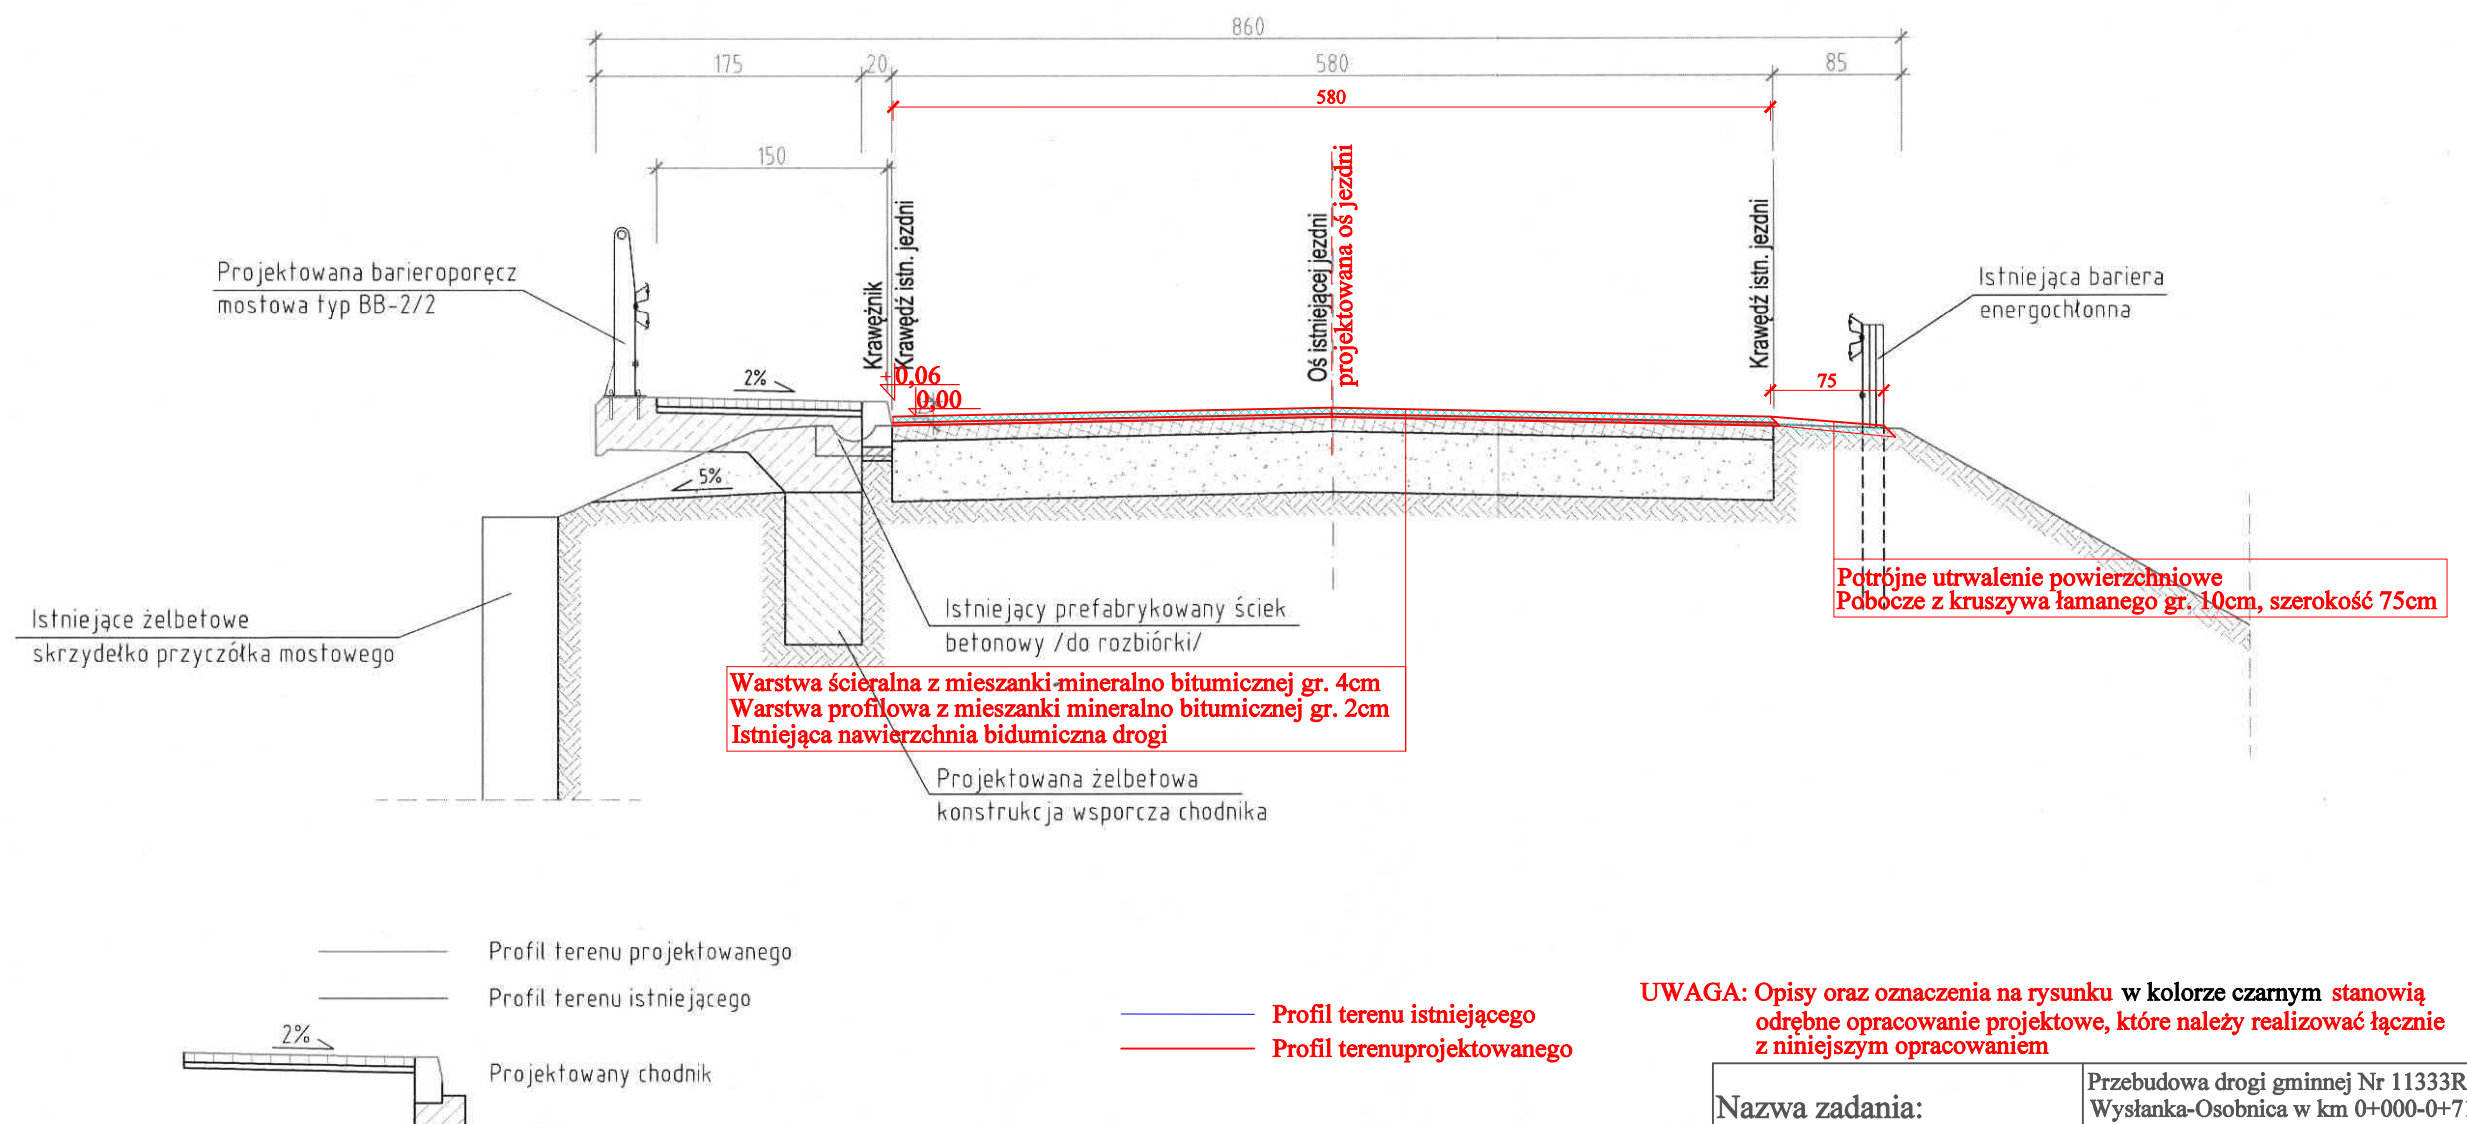 860
175
20
580
85
580
150
Krawężnik
Krawędź istn. jezdni
Oś istniejącej jezdni
projektowana oś jezdni
Krawędź istn. jezdni
Projektowana barieroporęcz
mostowa typ BB-2/2
Istniejąca bariera
energochłonna
2%
+0,06
0,00
75
5%
Potrójne utrwalenie powierzchniowe
Pobocze z kruszywa łamanego gr. 10cm, szerokość 75cm
Istniejące żelbetowe
skrzydełko przyczółka mostowego
Istniejący prefabrykowany ściek
betonowy /do rozbiórki/
Warstwa ścieralna z mieszanki mineralno bitumicznej gr. 4cm
Warstwa profilowa z mieszanki mineralno bitumicznej gr. 2cm
Istniejąca nawierzchnia bidumiczna drogi
Projektowana żelbetowa
konstrukcja wsporcza chodnika
Profil terenu projektowanego
Profil terenu istniejącego
2%
Projektowany chodnik
Profil terenu istniejącego
Profil terenuprojektowanego
UWAGA: Opisy oraz oznaczenia na rysunku w kolorze czarnym stanowią
odrębne opracowanie projektowe, które należy realizować łącznie
z niniejszym opracowaniem
Nazwa zadania:
Przebudowa drogi gminnej Nr 11333R
Wysłanka-Osobnica w km 0+000-0+71